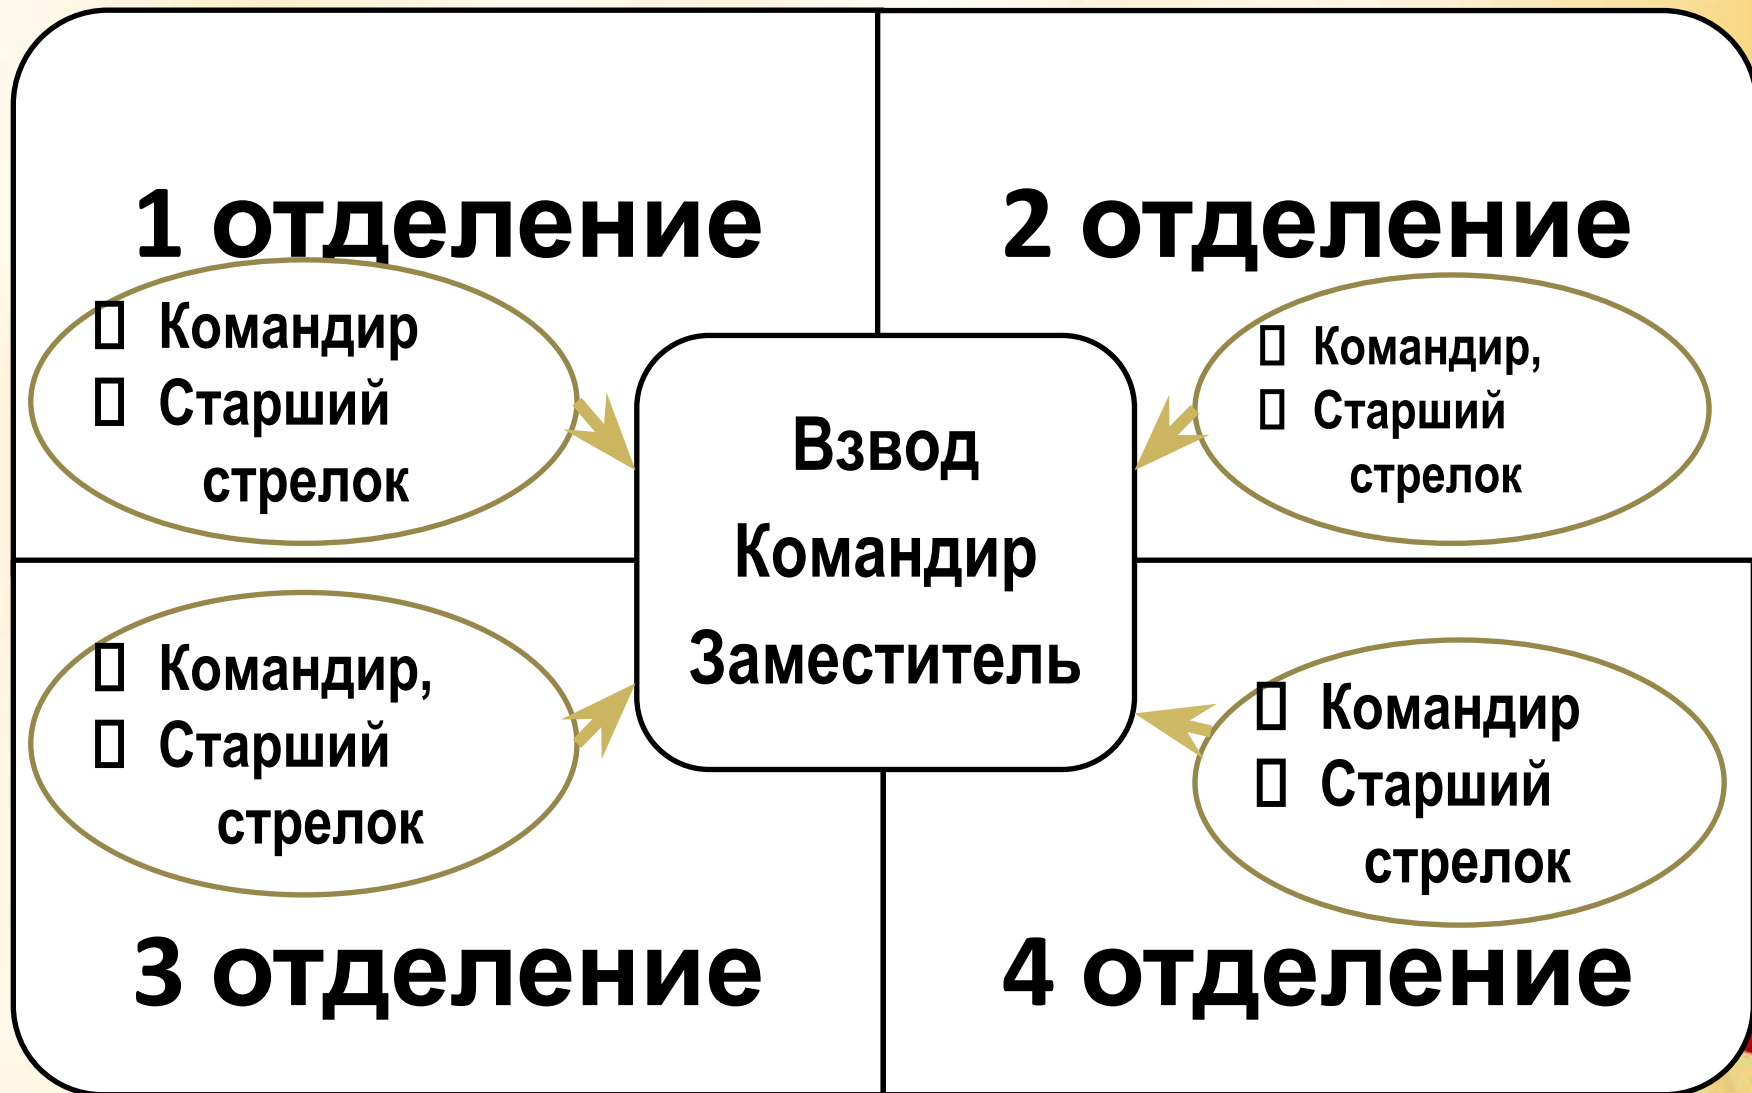 1 отделение
Командир
Старший
стрелок
2 отделение
Командир,
Старший
стрелок
Взвод
Командир
Заместитель
Командир,
Старший
стрелок
3 отделение
Командир
Старший
стрелок
4 отделение